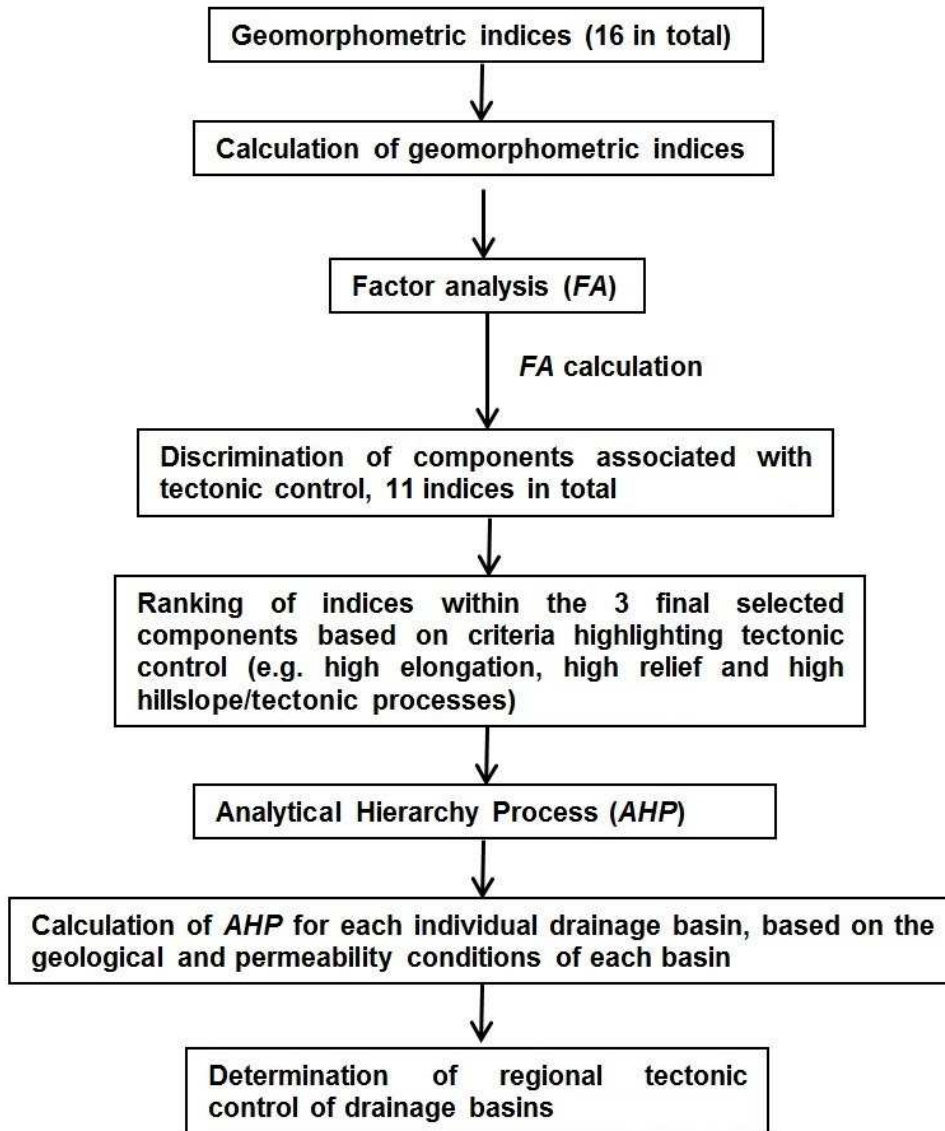 Geomorphometric indices (16 in total)
Calculation of geomorphometric indices
Factor analysis (FA)
FA calculation
Discrimination of components associated with
tectonic control, 11 indices in total
Ranking of indices within the 3 final selected
components based on criteria highlighting tectonic
control (e.g. high elongation, high relief and high
hillslope/tectonic processes)
Analytical Hierarchy Process (AHP)
Calculation of AHP for each individual drainage basin, based on the
geological and permeability conditions of each basin
Determination of regional tectonic
control of drainage basins